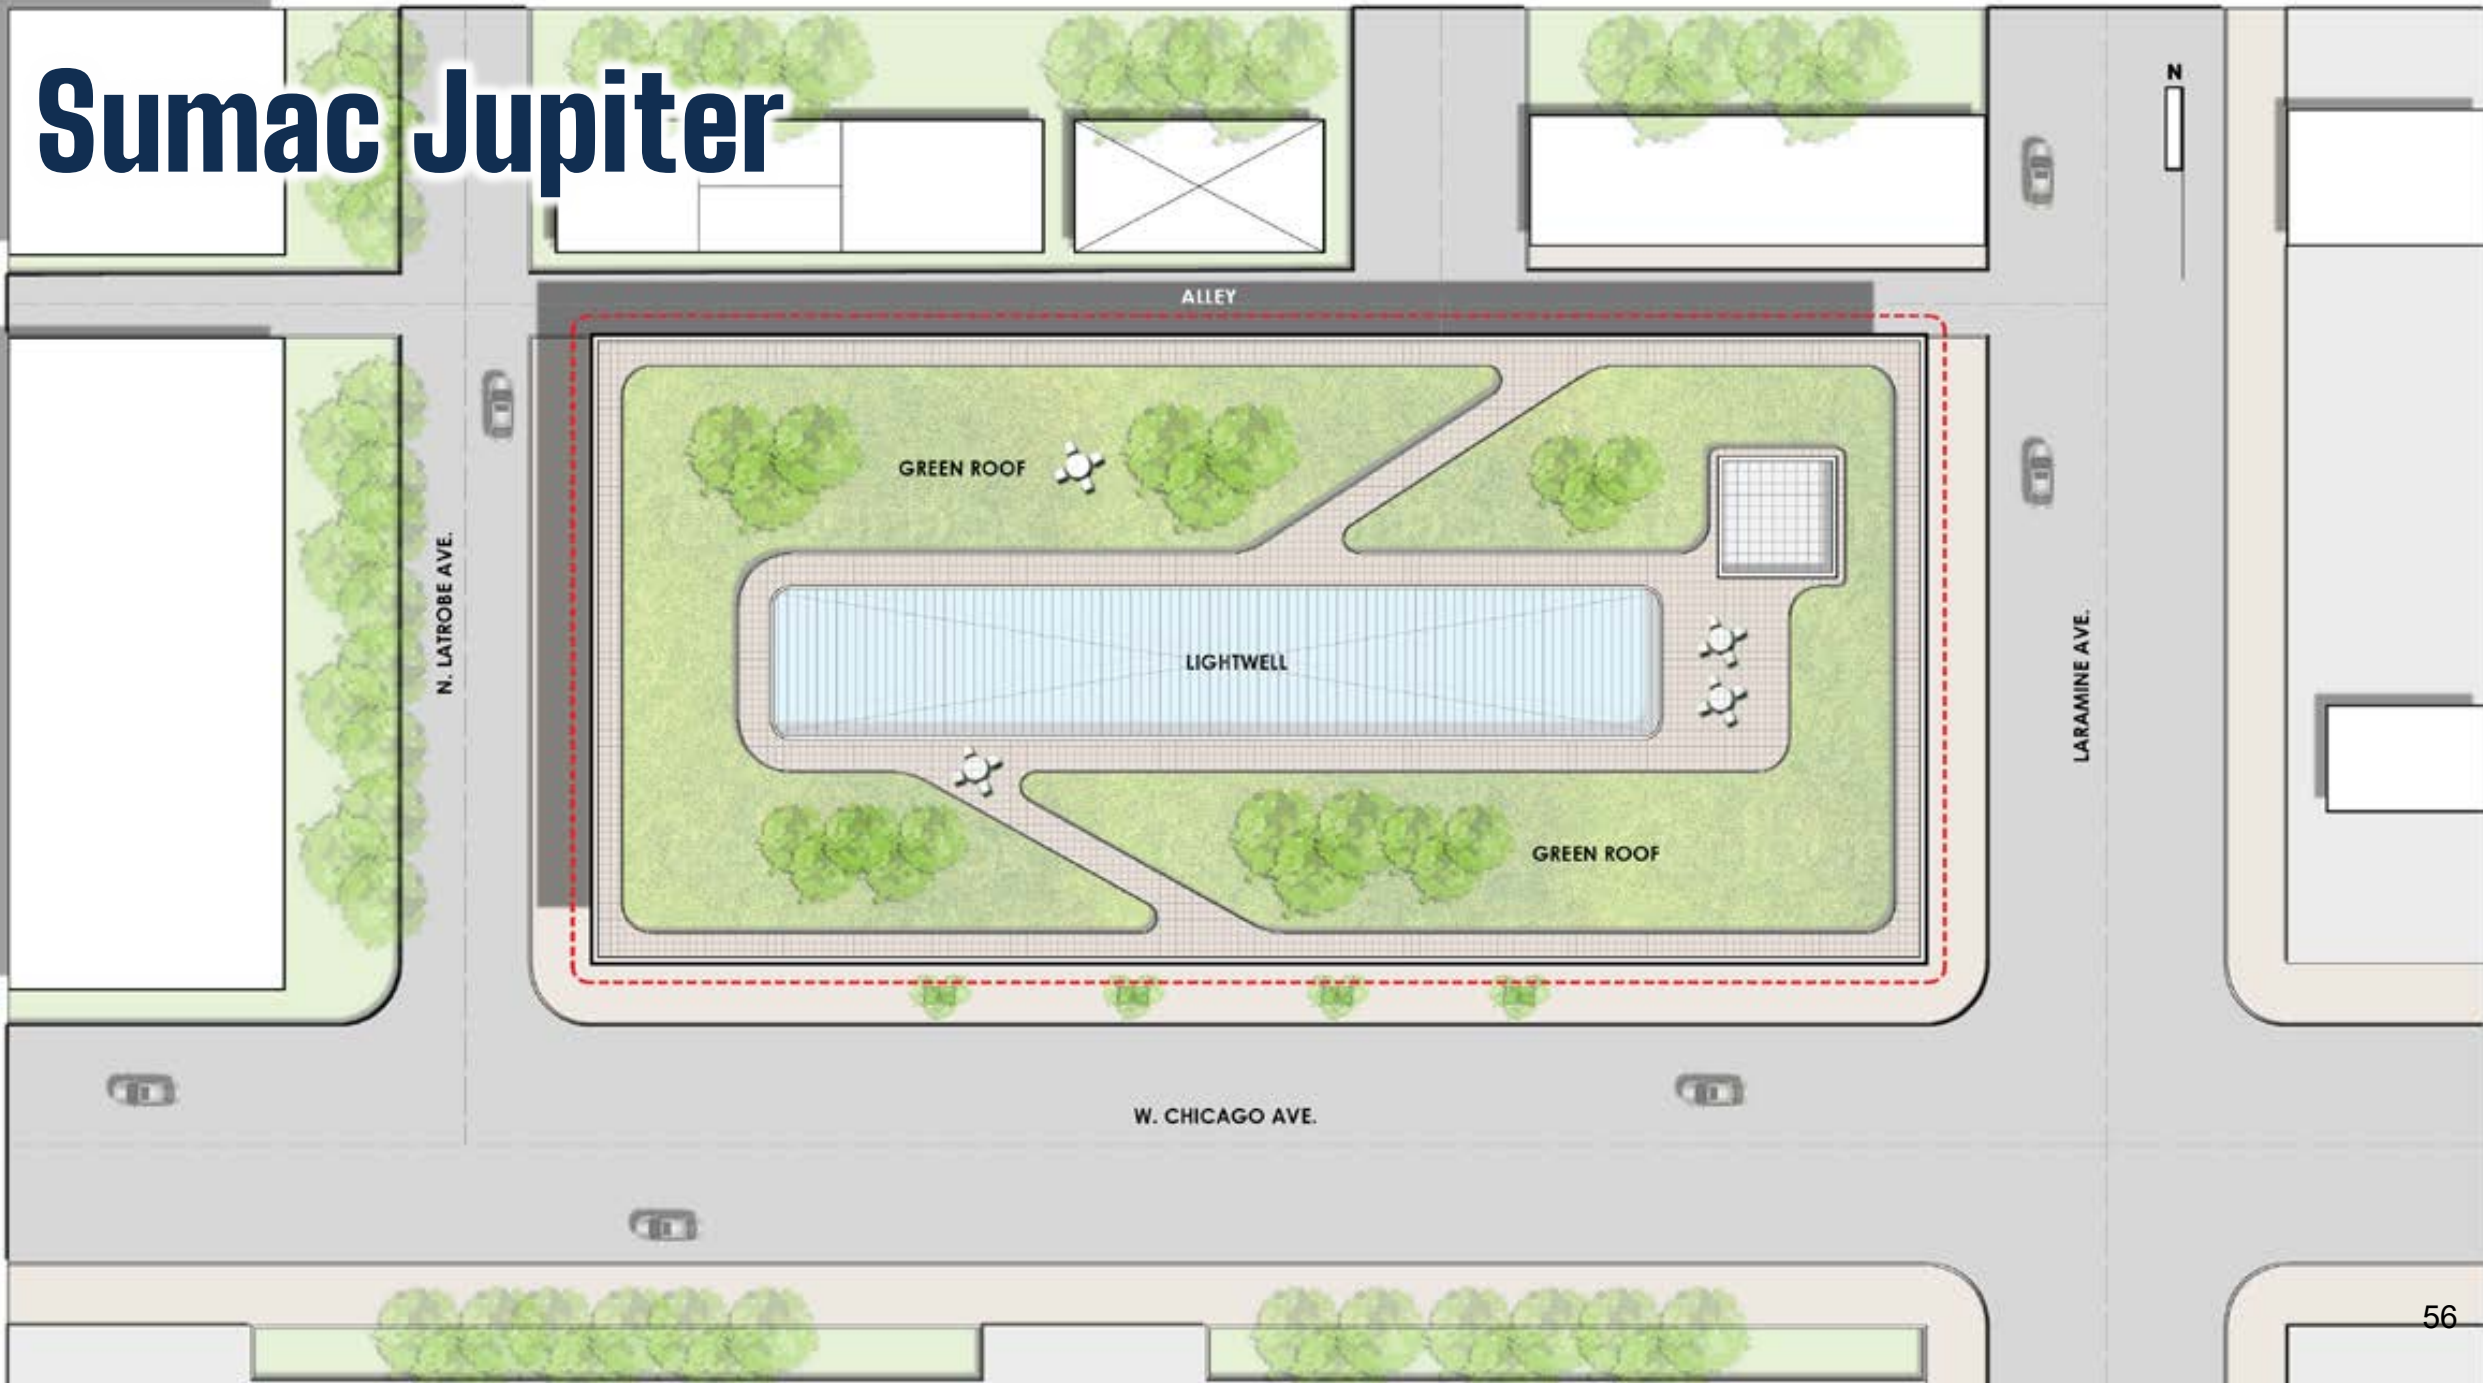 Sumac Jupiter
N
ALLEY
GREEN ROOF
N. LATROBE AVE.
LIGHTWELL
LARAMINE AVE.
GREEN ROOF
W. CHICAGO AVE.
56